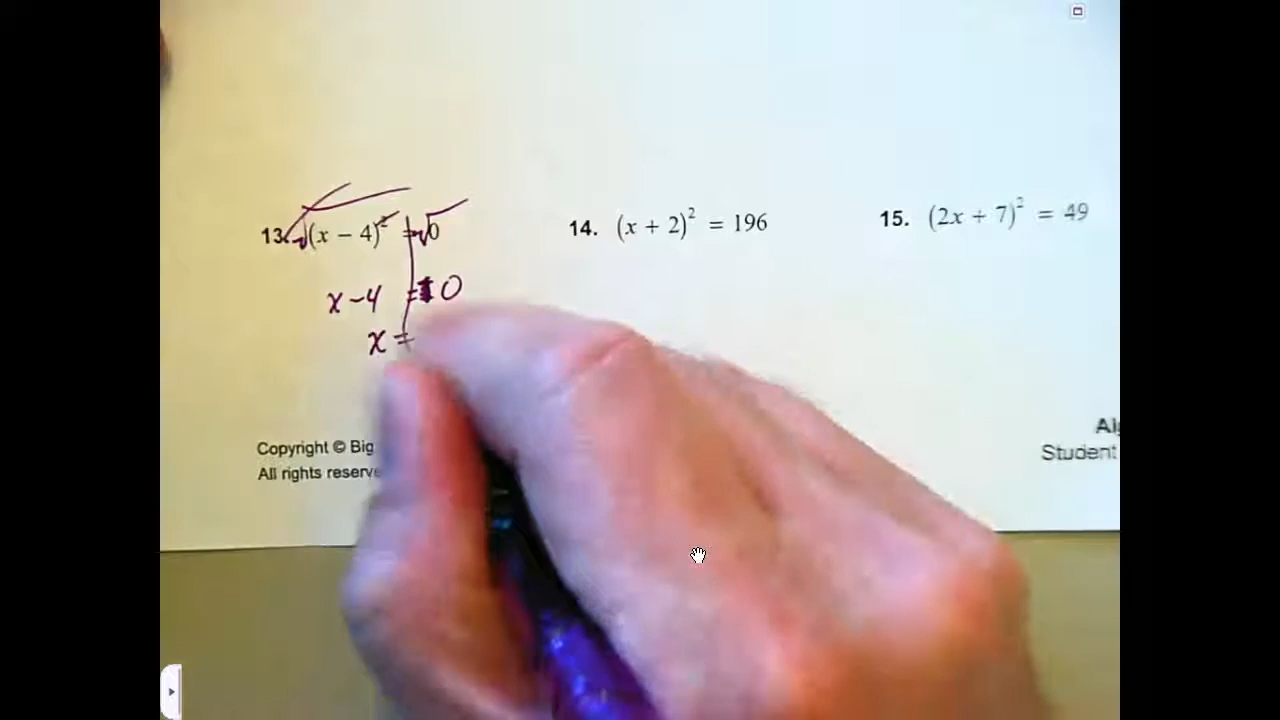 13. √(x − 4)² = √0
x − 4 = ± 0
x =
14. (x + 2)² = 196
15. (2x + 7)² = 49
Copyright © Big
All rights
Student